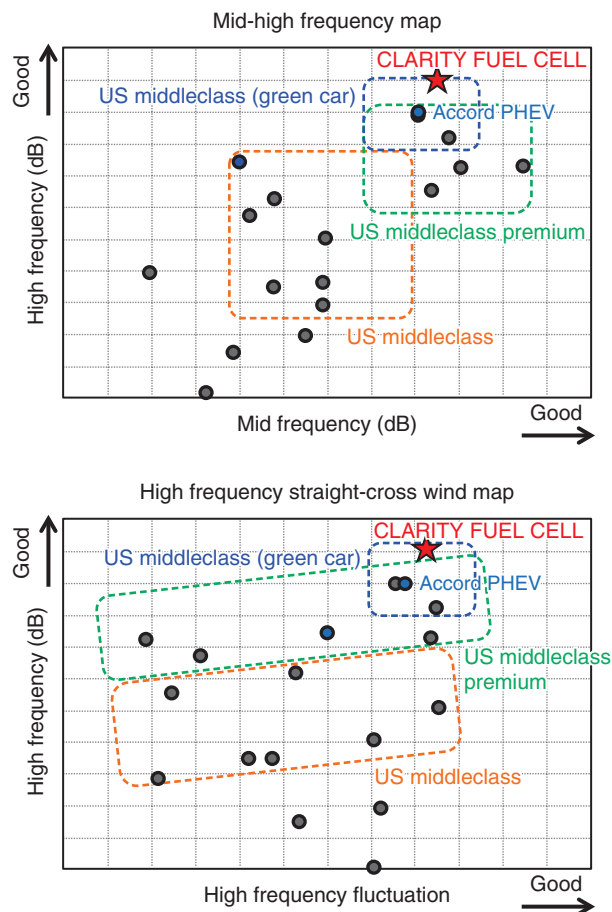 Mid-high frequency map
Good
High frequency (dB)
CLARITY FUEL CELL
US middleclass (green car)
Accord PHEV
US middleclass premium
US middleclass
Mid frequency (dB)
Good
High frequency straight-cross wind map
Good
High frequency (dB)
CLARITY FUEL CELL
US middleclass (green car)
Accord PHEV
US middleclass
premium
US middleclass
High frequency fluctuation
Good